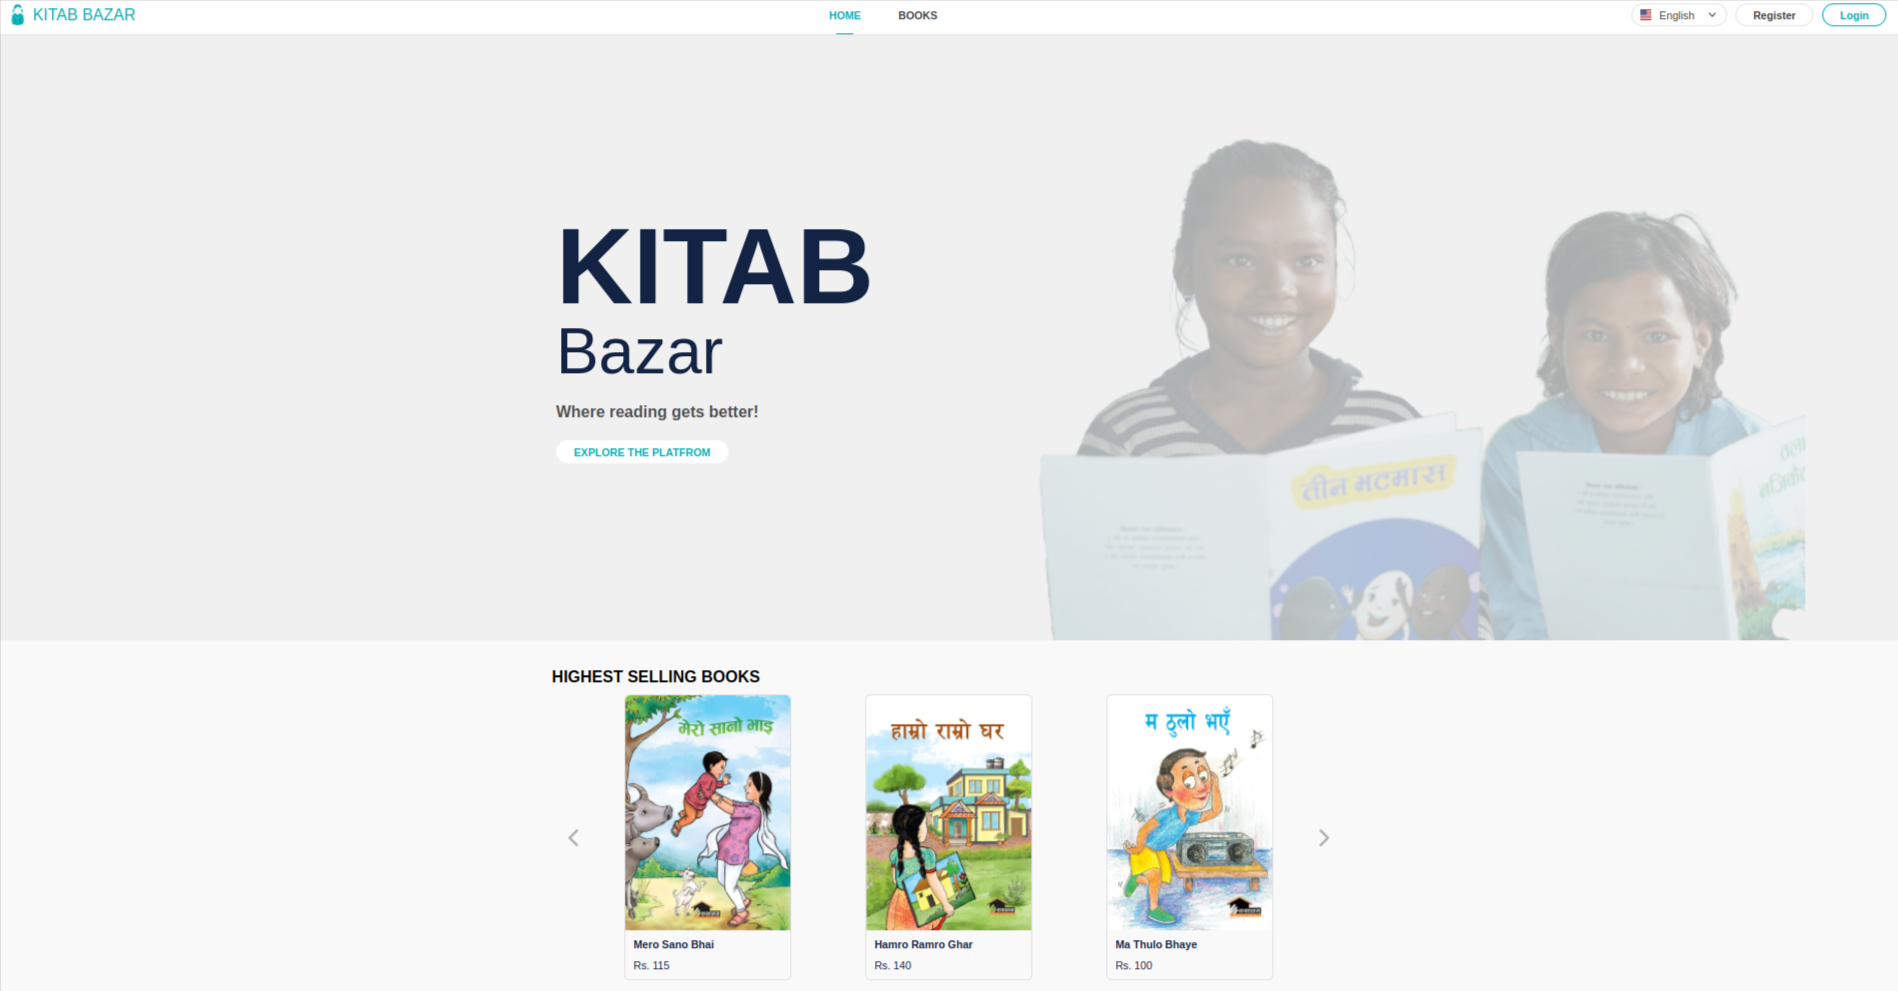 KITAB BAZAR
HOME
BOOKS
English
Register
Login
KITAB
Bazar
Where reading gets better!
EXPLORE THE PLATFROM
तीन भटमास
HIGHEST SELLING BOOKS
मेरो सानो भाइ
हाम्रो राम्रो घर
म ठुलो भएँ
Mero Sano Bhai
Rs. 115
Hamro Ramro Ghar
Rs. 140
Ma Thulo Bhaye
Rs. 100